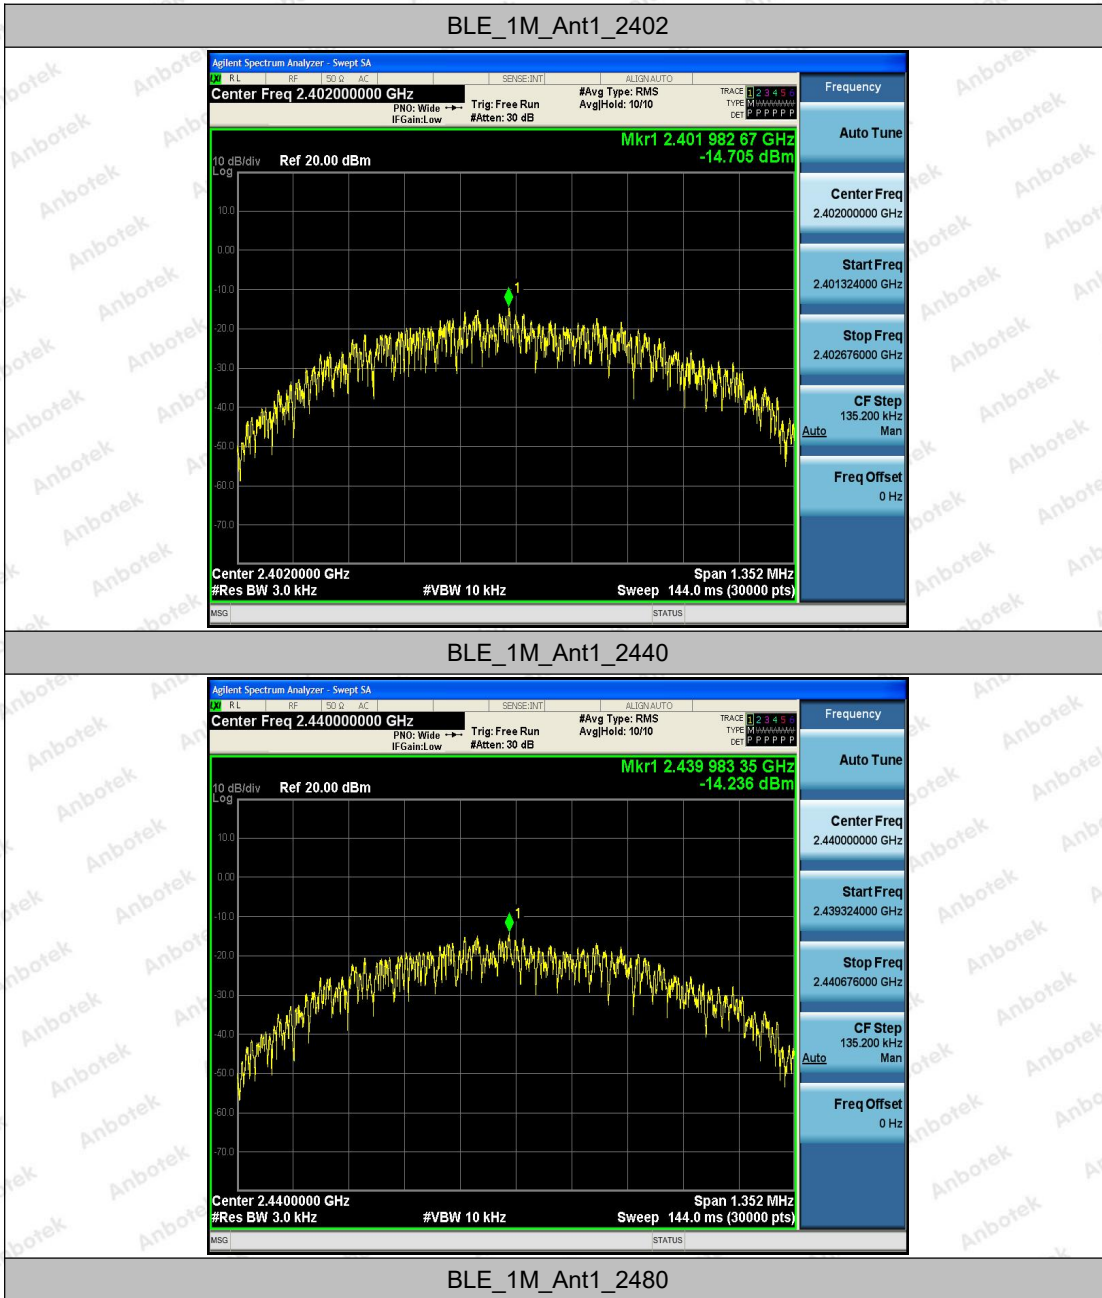 BLE_1M_Ant1_2402
Agilent Spectrum Analyzer - Swept SA
LXI RL RF 50 Ω AC SENSE:INT ALIGNAUTO
Center Freq 2.402000000 GHz
PNO: Wide
IFGain:Low
Trig: Free Run
#Atten: 30 dB
#Avg Type: RMS
Avg|Hold: 10/10
TRACE 1 2 3 4 5 6
TYPE M
DET P P P P P P
Mkr1 2.401 982 67 GHz
-14.705 dBm
10 dB/div Ref 20.00 dBm
Log
10.0
0.00
-10.0
-20.0
-30.0
-40.0
-50.0
-60.0
-70.0
1
Center 2.4020000 GHz Span 1.352 MHz
#Res BW 3.0 kHz #VBW 10 kHz Sweep 144.0 ms (30000 pts)
MSG STATUS
Frequency
Auto Tune
Center Freq
2.402000000 GHz
Start Freq
2.401324000 GHz
Stop Freq
2.402676000 GHz
CF Step
135.200 kHz
Auto Man
Freq Offset
0 Hz
BLE_1M_Ant1_2440
Agilent Spectrum Analyzer - Swept SA
LXI RL RF 50 Ω AC SENSE:INT ALIGNAUTO
Center Freq 2.440000000 GHz
PNO: Wide
IFGain:Low
Trig: Free Run
#Atten: 30 dB
#Avg Type: RMS
Avg|Hold: 10/10
TRACE 1 2 3 4 5 6
TYPE M
DET P P P P P P
Mkr1 2.439 983 35 GHz
-14.236 dBm
10 dB/div Ref 20.00 dBm
Log
10.0
0.00
-10.0
-20.0
-30.0
-40.0
-50.0
-60.0
-70.0
1
Center 2.4400000 GHz Span 1.352 MHz
#Res BW 3.0 kHz #VBW 10 kHz Sweep 144.0 ms (30000 pts)
MSG STATUS
Frequency
Auto Tune
Center Freq
2.440000000 GHz
Start Freq
2.439324000 GHz
Stop Freq
2.440676000 GHz
CF Step
135.200 kHz
Auto Man
Freq Offset
0 Hz
BLE_1M_Ant1_2480
Anbotek